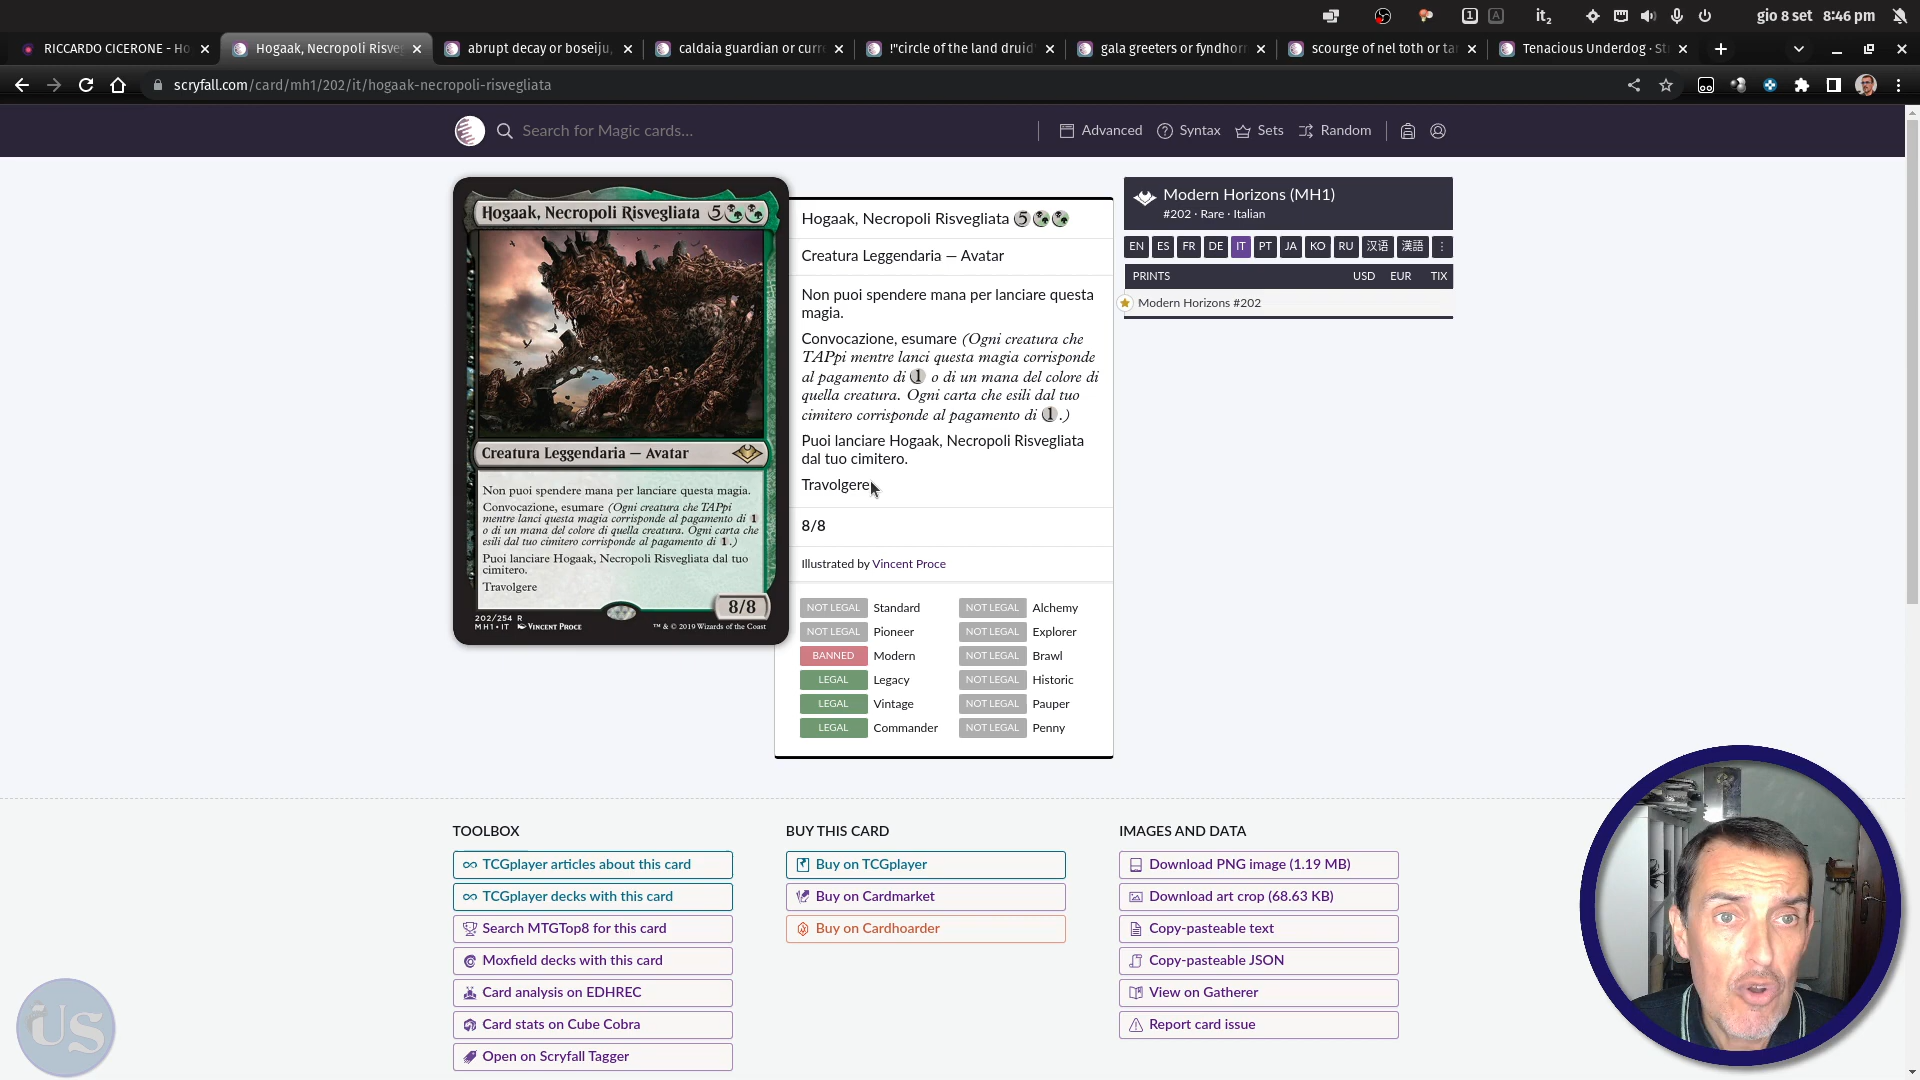 gio 8 set 8:46 pm
it₂
1 A
RICCARDO CICERONE - Ho
Hogaak, Necropoli Risve
abrupt decay or boseiju,
caldaia guardian or curr
!"circle of the land druid"
gala greeters or fyndhor
scourge of nel toth or ta
Tenacious Underdog · St
scryfall.com/card/mh1/202/it/hogaak-necropoli-risvegliata
Search for Magic cards...
Advanced
Syntax
Sets
Random
Hogaak, Necropoli Risvegliata 5
Creatura Leggendaria — Avatar
Non puoi spendere mana per lanciare questa magia.
Convocazione, esumare (Ogni creatura che TAPpi
mentre lanci questa magia corrisponde al pagamento di 1
o di un mana del colore di quella creatura. Ogni carta che
esili dal tuo cimitero corrisponde al pagamento di 1.)
Puoi lanciare Hogaak, Necropoli Risvegliata dal tuo
cimitero.
Travolgere
8/8
202/254 R
MH1 • IT VINCENT PROCE
™ & © 2019 Wizards of the Coast
Hogaak, Necropoli Risvegliata 5
Creatura Leggendaria — Avatar
Non puoi spendere mana per lanciare questa
magia.
Convocazione, esumare (Ogni creatura che
TAPpi mentre lanci questa magia corrisponde
al pagamento di 1 o di un mana del colore di
quella creatura. Ogni carta che esili dal tuo
cimitero corrisponde al pagamento di 1.)
Puoi lanciare Hogaak, Necropoli Risvegliata
dal tuo cimitero.
Travolgere
8/8
Illustrated by Vincent Proce
NOT LEGAL Standard NOT LEGAL Alchemy
NOT LEGAL Pioneer NOT LEGAL Explorer
BANNED Modern NOT LEGAL Brawl
LEGAL Legacy NOT LEGAL Historic
LEGAL Vintage NOT LEGAL Pauper
LEGAL Commander NOT LEGAL Penny
Modern Horizons (MH1)
#202 · Rare · Italian
EN ES FR DE IT PT JA KO RU 汉语 漢語 ⋮
PRINTS USD EUR TIX
Modern Horizons #202
TOOLBOX
TCGplayer articles about this card
TCGplayer decks with this card
Search MTGTop8 for this card
Moxfield decks with this card
Card analysis on EDHREC
Card stats on Cube Cobra
Open on Scryfall Tagger
BUY THIS CARD
Buy on TCGplayer
Buy on Cardmarket
Buy on Cardhoarder
IMAGES AND DATA
Download PNG image (1.19 MB)
Download art crop (68.63 KB)
Copy-pasteable text
Copy-pasteable JSON
View on Gatherer
Report card issue
US